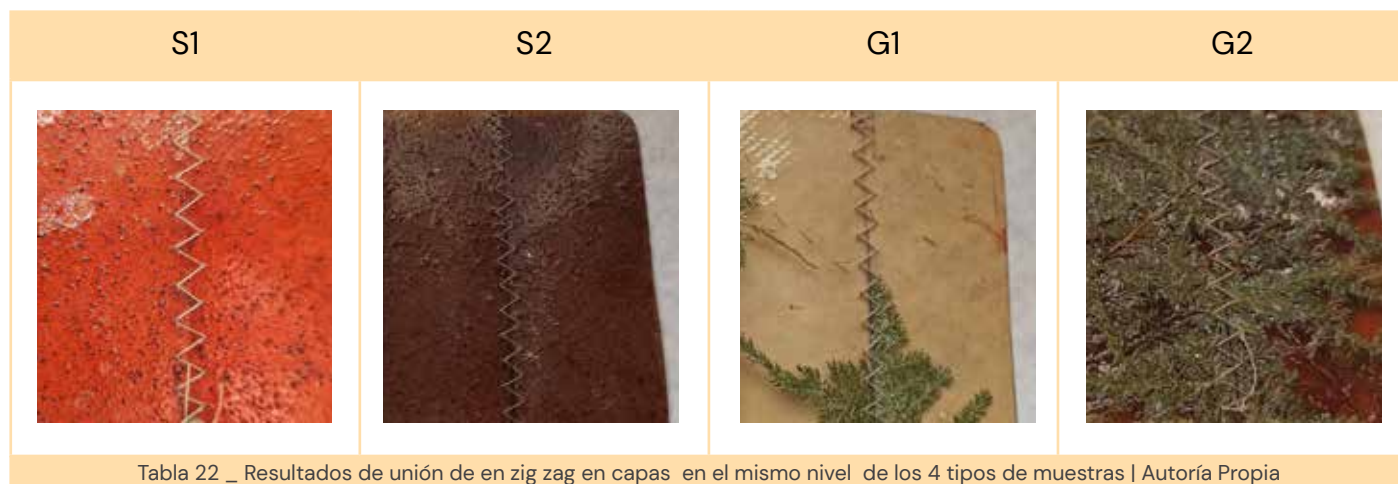 S1 S2 G1 G2
Tabla 22 _ Resultados de unión de en zig zag en capas en el mismo nivel de los 4 tipos de muestras | Autoría Propia